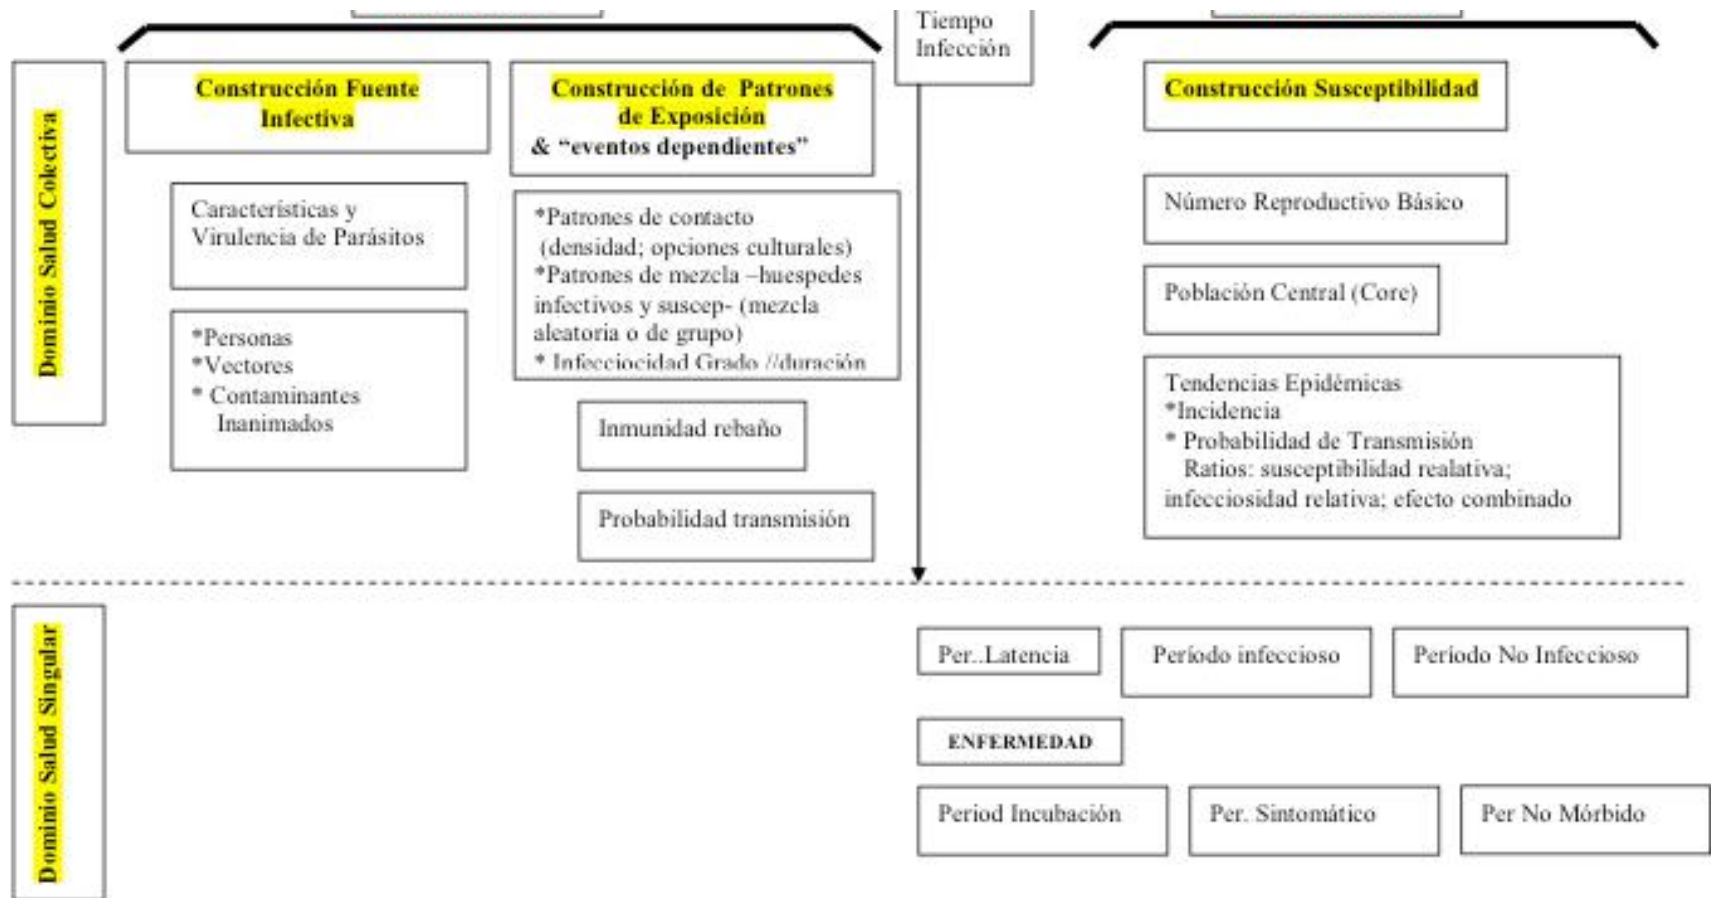 Tiempo
Infección
Dominio Salud Colectiva
Construcción Fuente
Infectiva
Construcción de Patrones
de Exposición
& “eventos dependientes”
Construcción Susceptibilidad
Características y
Virulencia de Parásitos
*Personas
*Vectores
* Contaminantes
Inanimados
*Patrones de contacto
(densidad; opciones culturales)
*Patrones de mezcla –huespedes
infectivos y suscep- (mezcla
aleatoria o de grupo)
* Infecciocidad Grado //duración
Inmunidad rebaño
Probabilidad transmisión
Número Reproductivo Básico
Población Central (Core)
Tendencias Epidémicas
*Incidencia
* Probabilidad de Transmisión
Ratios: susceptibilidad realativa;
infecciosidad relativa; efecto combinado
Dominio Salud Singular
Per..Latencia
Período infeccioso
Período No Infeccioso
ENFERMEDAD
Period Incubación
Per. Sintomático
Per No Mórbido